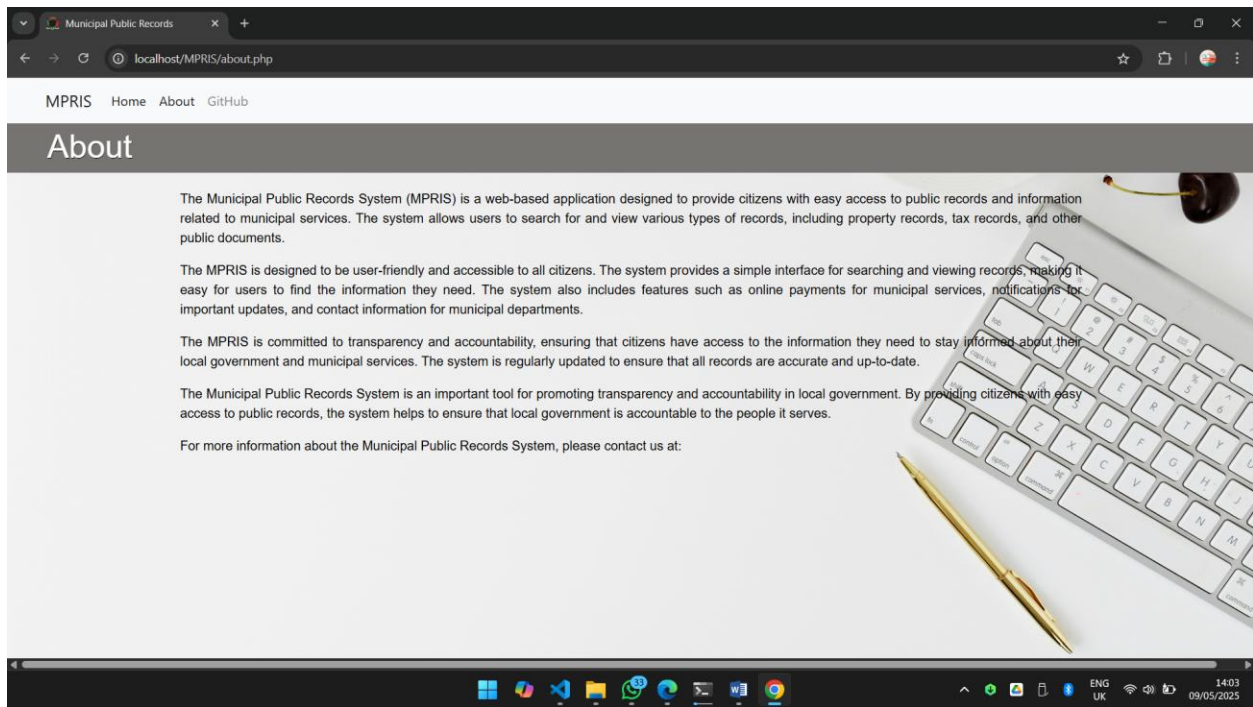 Municipal Public Records
localhost/MPRIS/about.php
MPRIS Home About GitHub
About
The Municipal Public Records System (MPRIS) is a web-based application designed to provide citizens with easy access to public records and information
related to municipal services. The system allows users to search for and view various types of records, including property records, tax records, and other
public documents.
The MPRIS is designed to be user-friendly and accessible to all citizens. The system provides a simple interface for searching and viewing records, making it
easy for users to find the information they need. The system also includes features such as online payments for municipal services, notifications for
important updates, and contact information for municipal departments.
The MPRIS is committed to transparency and accountability, ensuring that citizens have access to the information they need to stay informed about their
local government and municipal services. The system is regularly updated to ensure that all records are accurate and up-to-date.
The Municipal Public Records System is an important tool for promoting transparency and accountability in local government. By providing citizens with easy
access to public records, the system helps to ensure that local government is accountable to the people it serves.
For more information about the Municipal Public Records System, please contact us at:
tab
caps lock
shift
fn
control
option
command
33
ENG
UK
14:03
09/05/2025